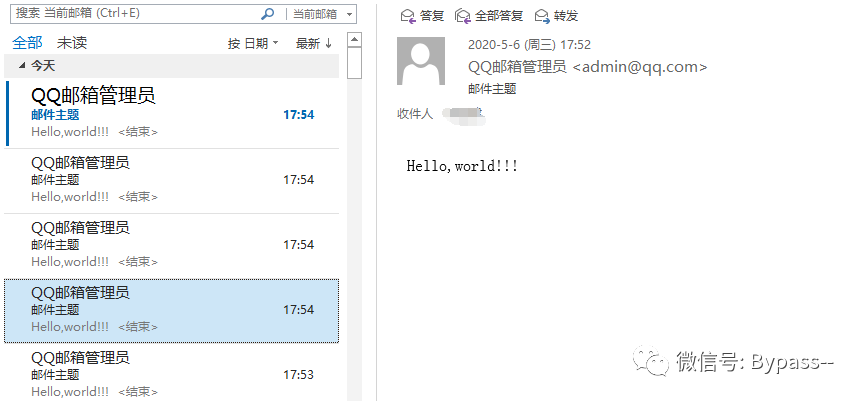 搜索 当前邮箱 (Ctrl+E)
当前邮箱
全部 未读
按 日期
最新 ↓
今天
QQ邮箱管理员
邮件主题
17:54
Hello,world!!! <结束>
QQ邮箱管理员
邮件主题
17:54
Hello,world!!! <结束>
QQ邮箱管理员
邮件主题
17:54
Hello,world!!! <结束>
QQ邮箱管理员
邮件主题
17:54
Hello,world!!! <结束>
QQ邮箱管理员
邮件主题
17:53
Hello,world!!! <结束>
答复 全部答复 转发
2020-5-6 (周三) 17:52
QQ邮箱管理员 <admin@qq.com>
邮件主题
收件人
Hello,world!!!
微信号: Bypass--